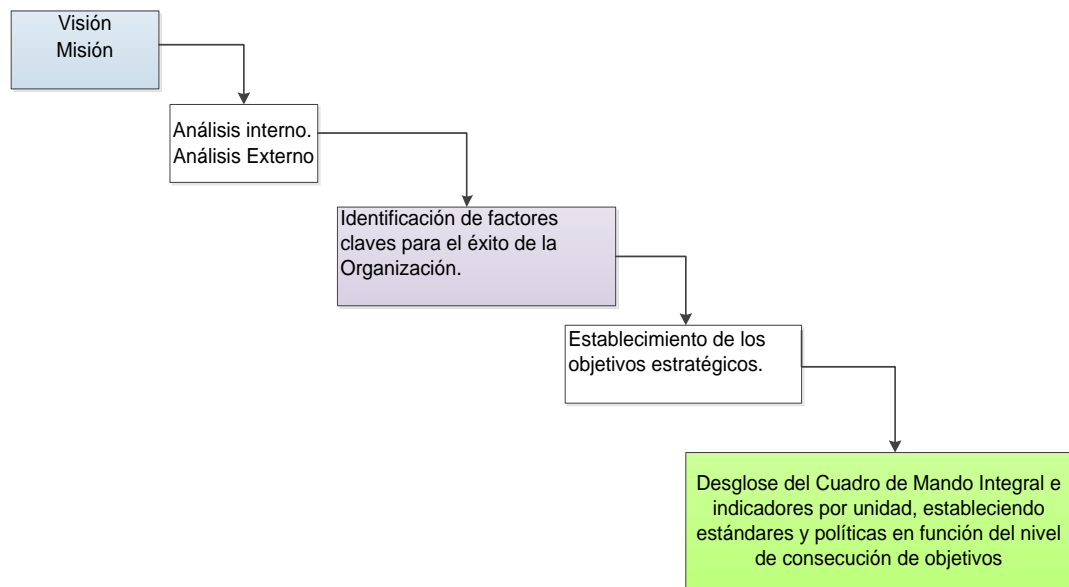 Visión
Misión
Análisis interno.
Análisis Externo
Identificación de factores
claves para el éxito de la
Organización.
Establecimiento de los
objetivos estratégicos.
Desglose del Cuadro de Mando Integral e
indicadores por unidad, estableciendo
estándares y políticas en función del nivel
de consecución de objetivos